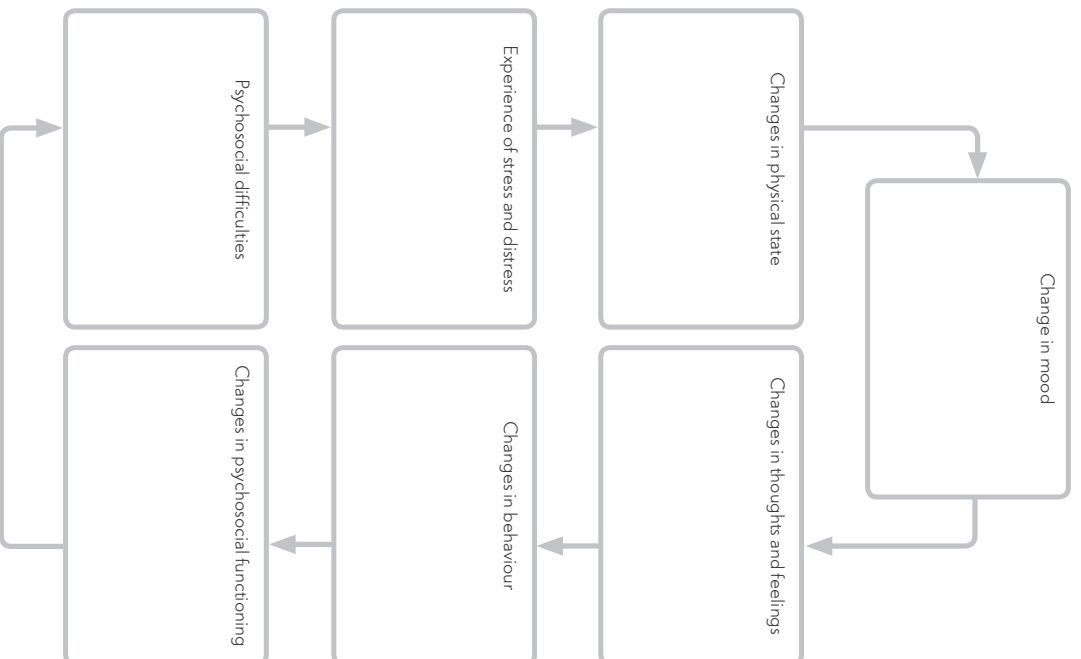 Change in mood
Changes in physical state
Changes in thoughts and feelings
Experience of stress and distress
Changes in behaviour
Psychosocial difficulties
Changes in psychosocial functioning